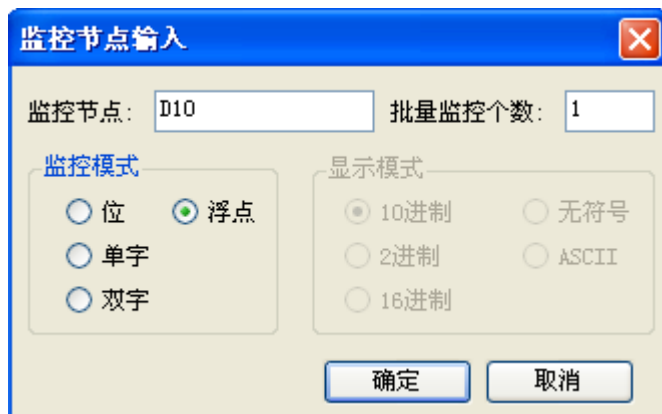 监控节点输入
监控节点: D10 批量监控个数: 1
监控模式 显示模式
位 浮点 10进制 无符号
单字 2进制 ASCII
双字 16进制
确定 取消